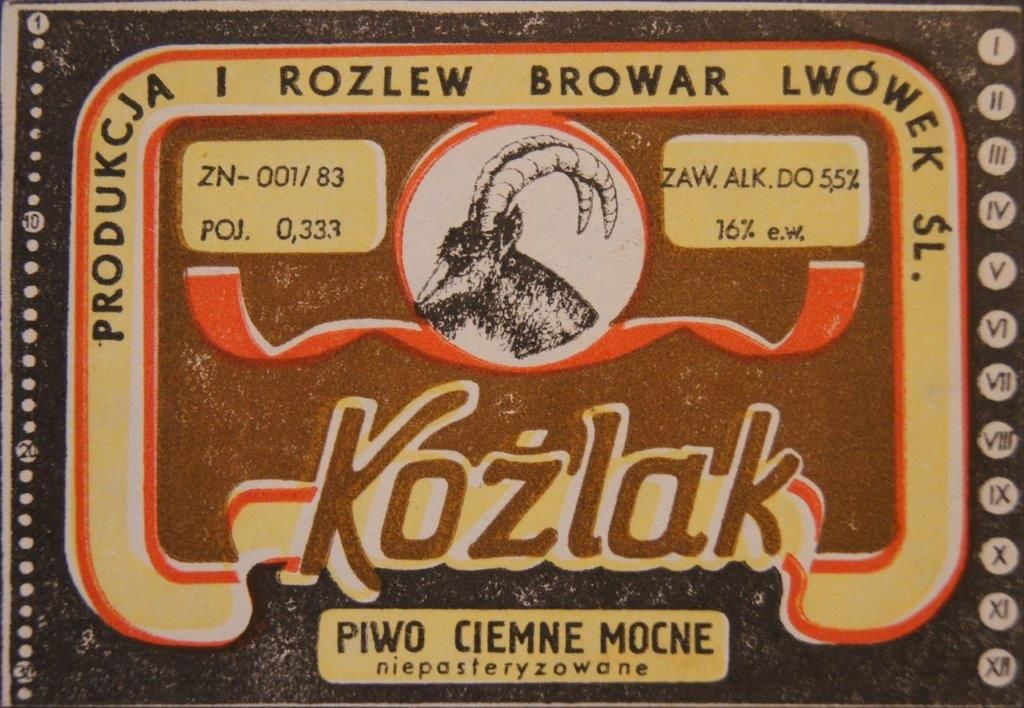 PRODUKCJA I ROZLEW BROWAR LWÓWEK ŚL.
ZN-001/83
POJ. 0,333
ZAW. ALK. DO 5,5%
16% e.w.
Koźlak
PIWO CIEMNE MOCNE
niepasteryzowane
1
10
20
30
I
II
III
IV
V
VI
VII
VIII
IX
X
XI
XII